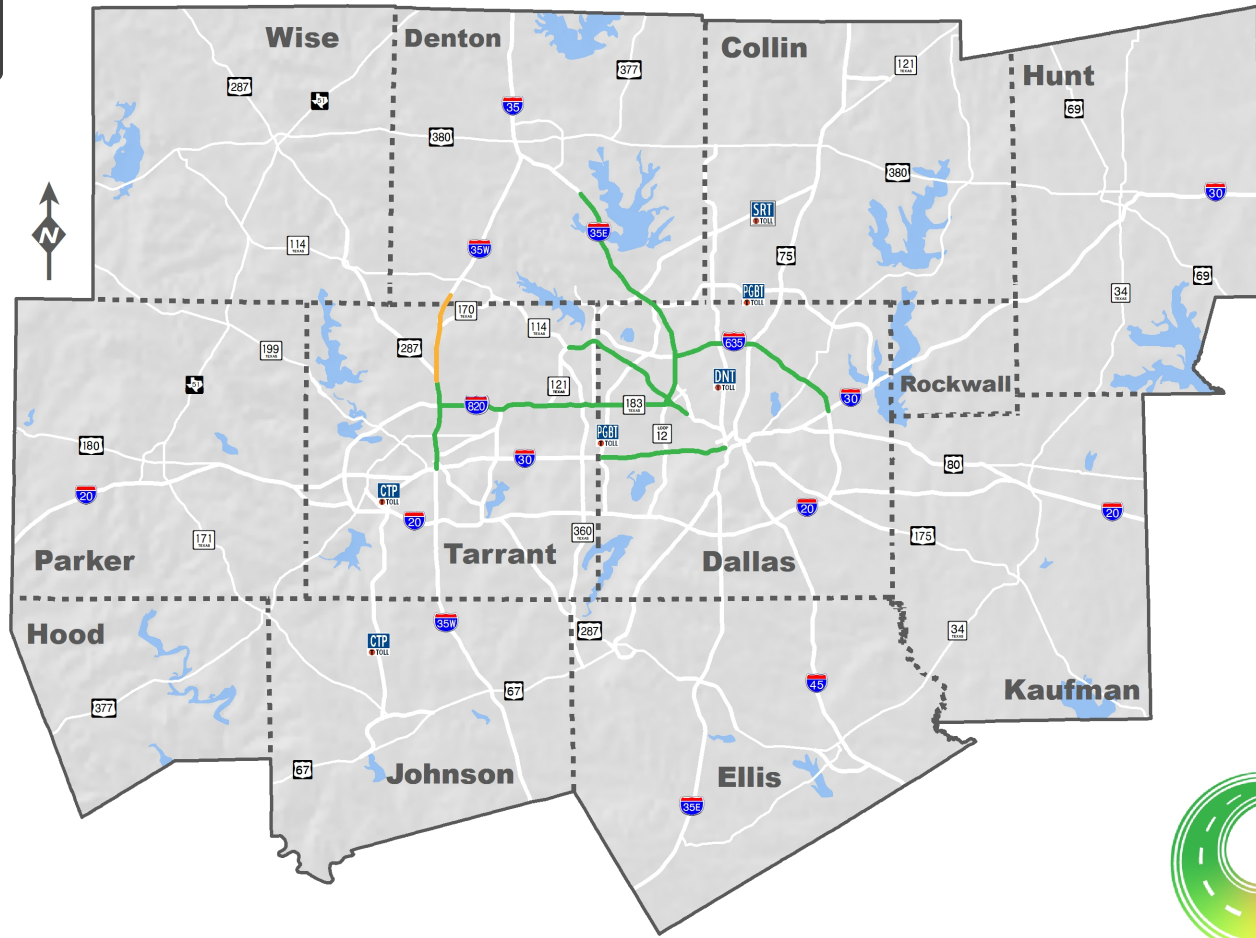 Wise
Denton
Collin
Hunt
287
51
377
35
380
121
TEXAS
69
380
30
SRT
TOLL
35E
114
TEXAS
35W
75
69
PGBT
TOLL
34
TEXAS
170
TEXAS
114
TEXAS
199
TEXAS
287
635
DNT
TOLL
51
121
TEXAS
820
183
TEXAS
30
Rockwall
180
PGBT
TOLL
LOOP
12
30
80
20
CTP
TOLL
20
20
20
171
TEXAS
360
TEXAS
175
Parker
Tarrant
Dallas
Hood
35W
287
34
TEXAS
CTP
TOLL
377
67
45
Kaufman
67
Johnson
Ellis
35E
N